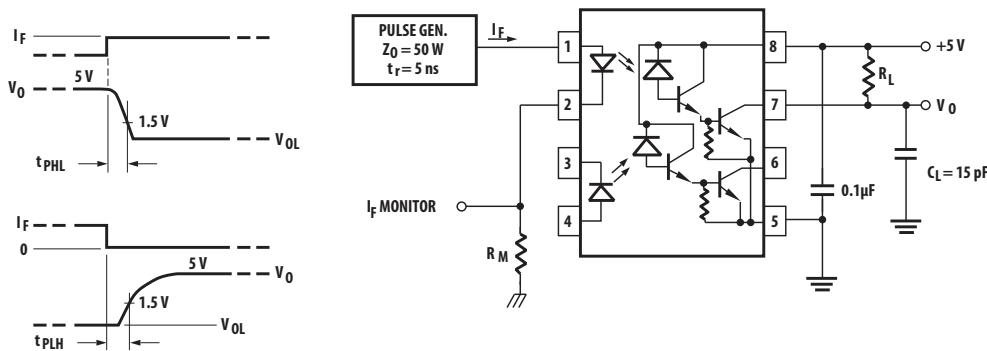 I_F
5 V
V_O
1.5 V
V_OL
t_PHL
I_F
0
5 V
V_O
1.5 V
V_OL
t_PLH
PULSE GEN.
Z_O = 50 W
t_r = 5 ns
I_F
1
2
3
4
8
7
6
5
+5 V
R_L
V_O
C_L = 15 pF
0.1µF
I_F MONITOR
R_M